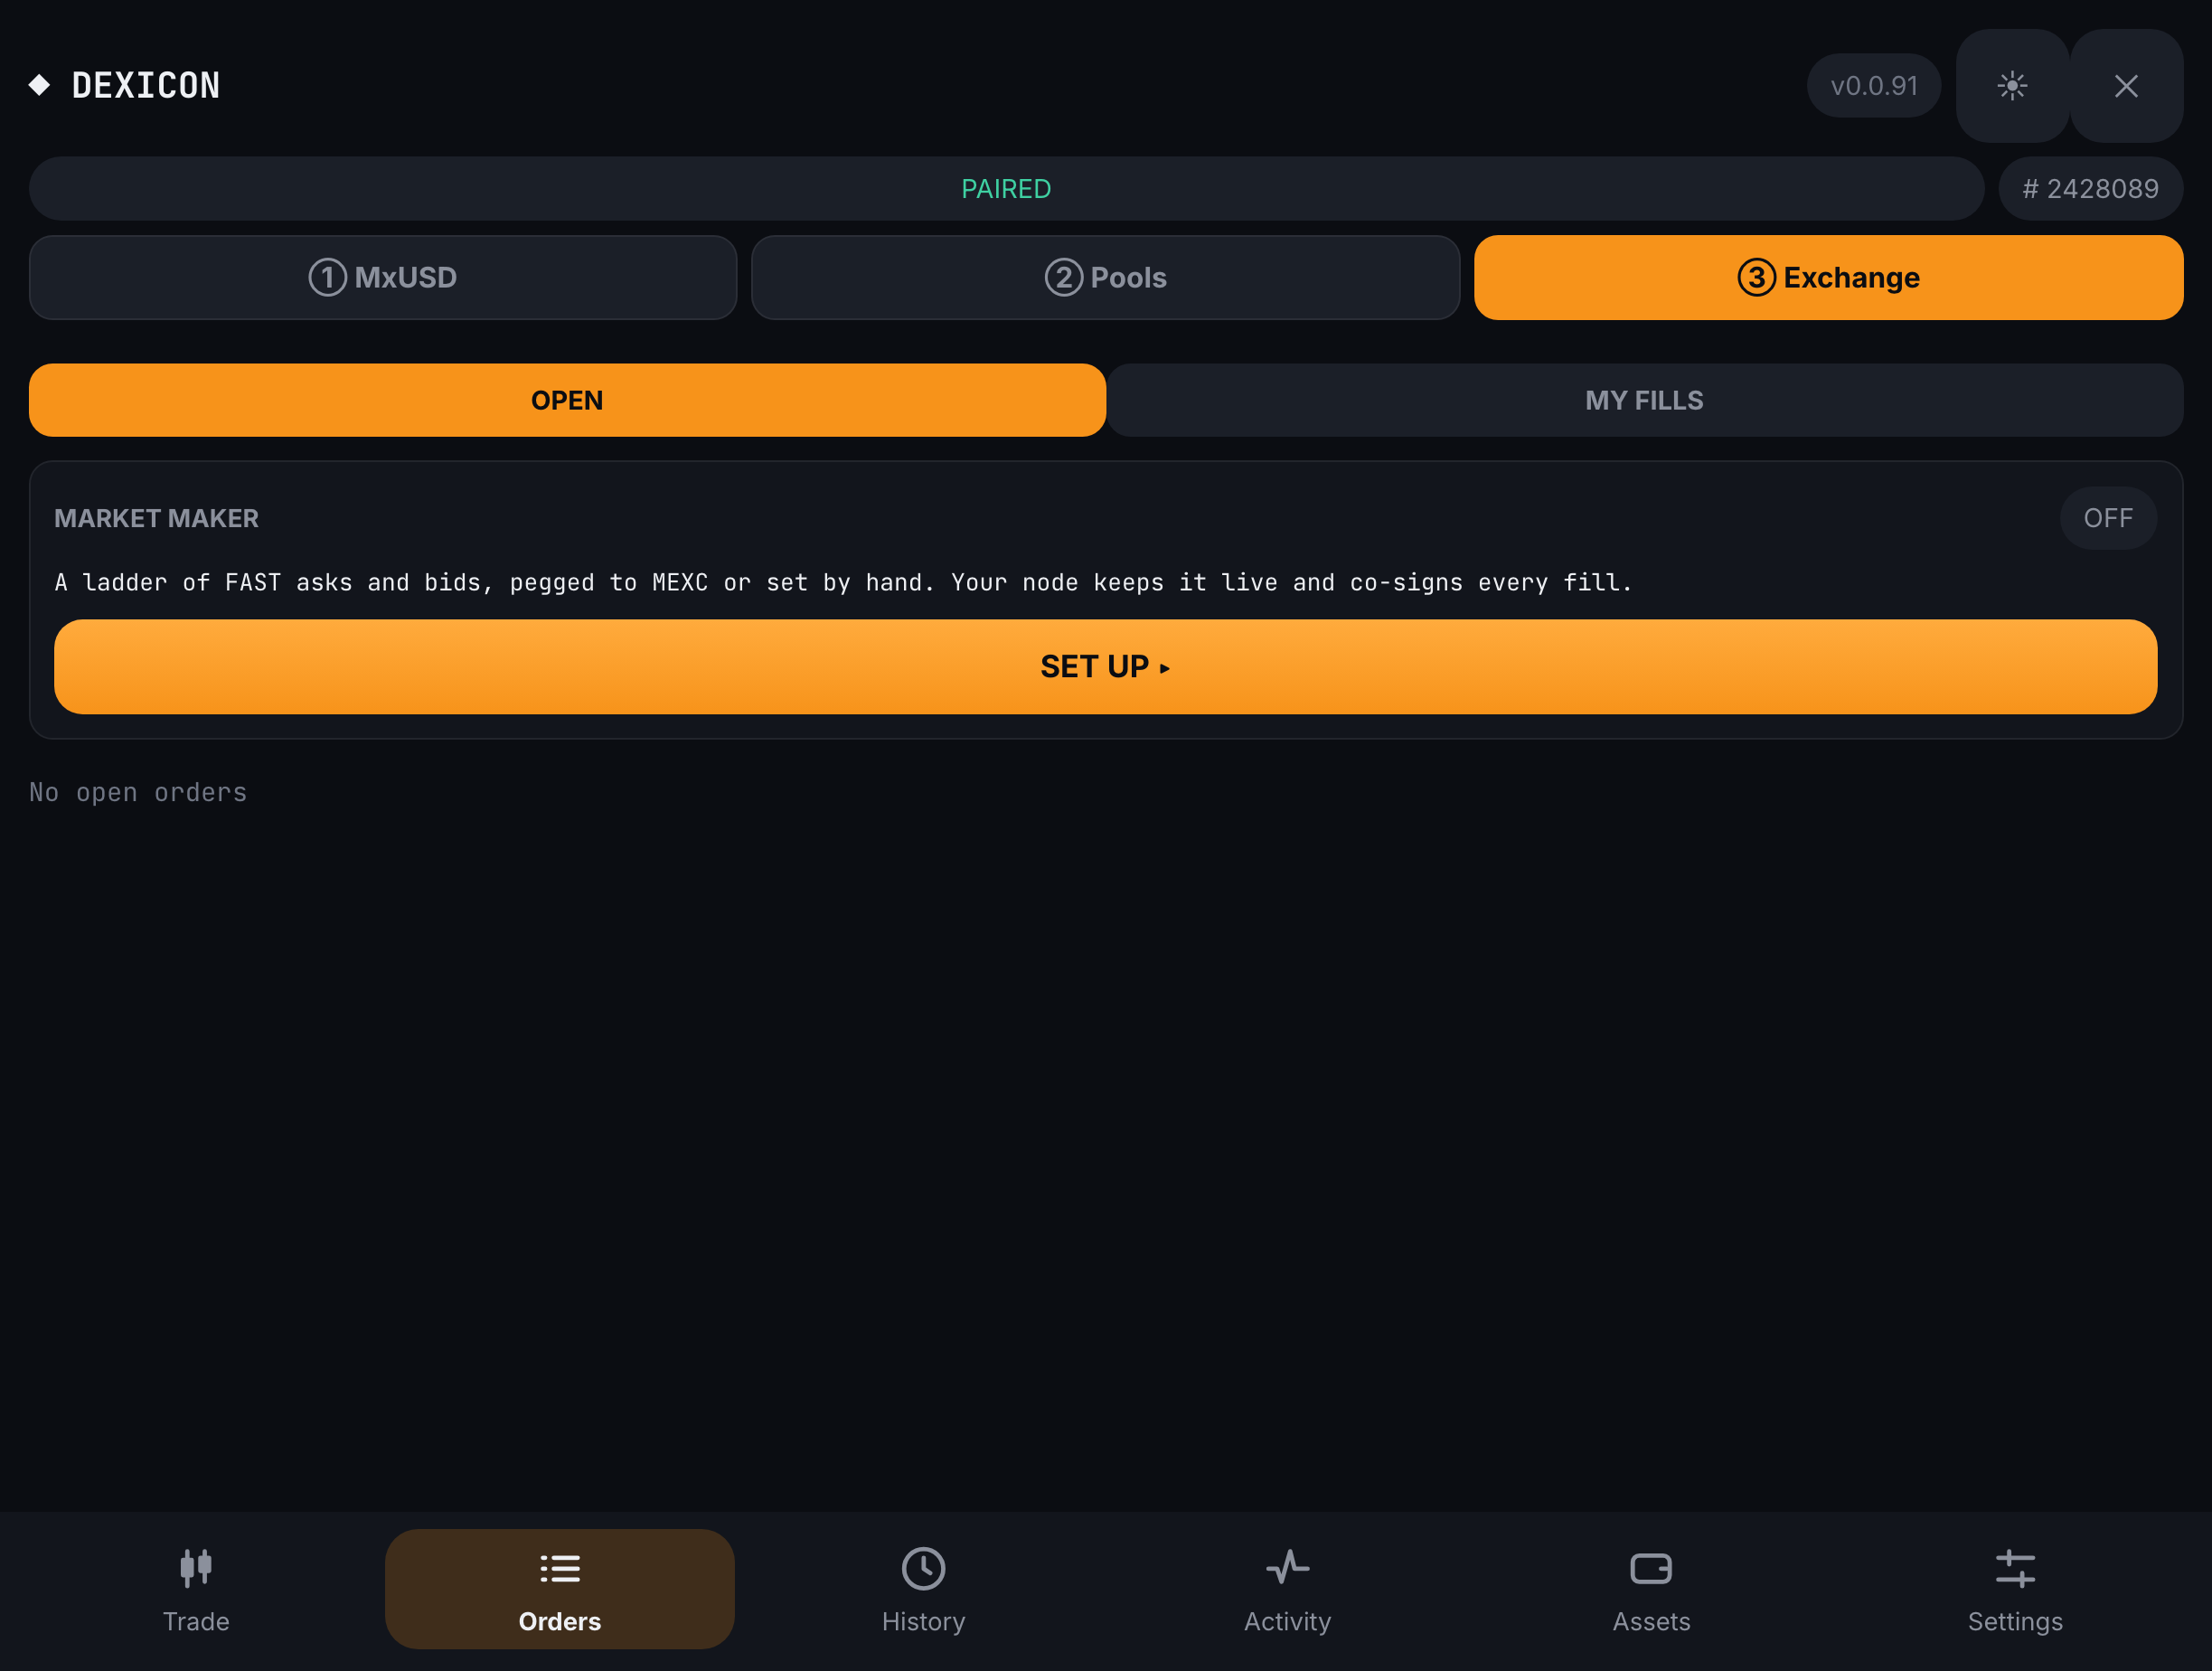 ◆ DEXICON
v0.0.91
PAIRED
# 2428089
① MxUSD
② Pools
③ Exchange
OPEN
MY FILLS
MARKET MAKER
OFF
A ladder of FAST asks and bids, pegged to MEXC or set by hand. Your node keeps it live and co-signs every fill.
SET UP ▸
No open orders
Trade
Orders
History
Activity
Assets
Settings